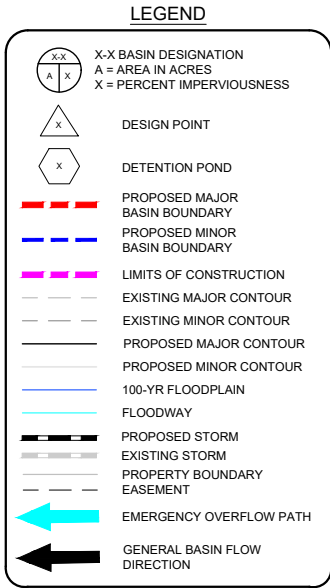 LEGEND
X-X
A X
X-X BASIN DESIGNATION
A = AREA IN ACRES
X = PERCENT IMPERVIOUSNESS
X
DESIGN POINT
X
DETENTION POND
PROPOSED MAJOR
BASIN BOUNDARY
PROPOSED MINOR
BASIN BOUNDARY
LIMITS OF CONSTRUCTION
EXISTING MAJOR CONTOUR
EXISTING MINOR CONTOUR
PROPOSED MAJOR CONTOUR
PROPOSED MINOR CONTOUR
100-YR FLOODPLAIN
FLOODWAY
PROPOSED STORM
EXISTING STORM
PROPERTY BOUNDARY
EASEMENT
EMERGENCY OVERFLOW PATH
GENERAL BASIN FLOW
DIRECTION